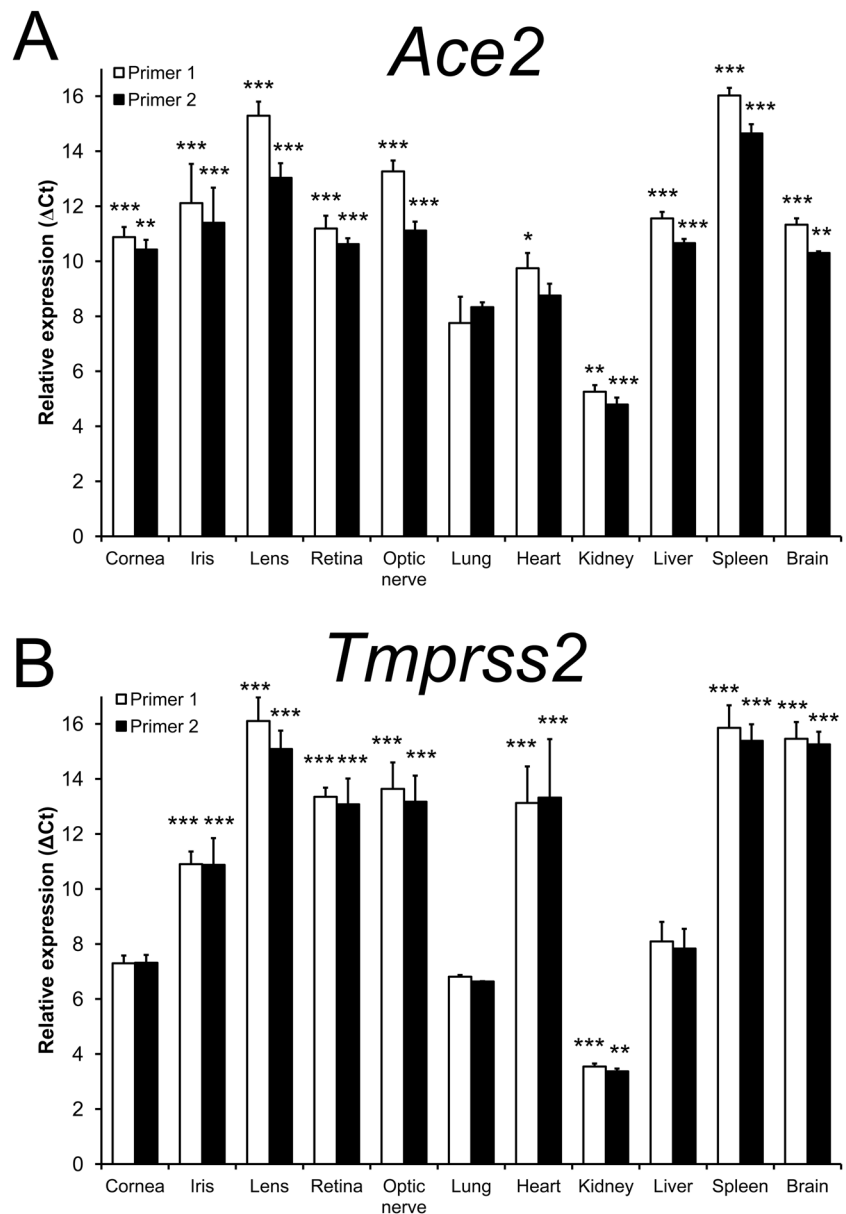 A
Ace2
Primer 1
Primer 2
Relative expression (ΔCt)
16
14
12
10
8
6
4
2
0
*** ** *** *** *** *** *** *** *** *** * ** *** *** *** *** *** *** **
Cornea Iris Lens Retina Optic nerve Lung Heart Kidney Liver Spleen Brain
B
Tmprss2
Primer 1
Primer 2
Relative expression (ΔCt)
16
14
12
10
8
6
4
2
0
*** *** *** *** *** *** *** *** *** *** *** ** *** *** *** ***
Cornea Iris Lens Retina Optic nerve Lung Heart Kidney Liver Spleen Brain